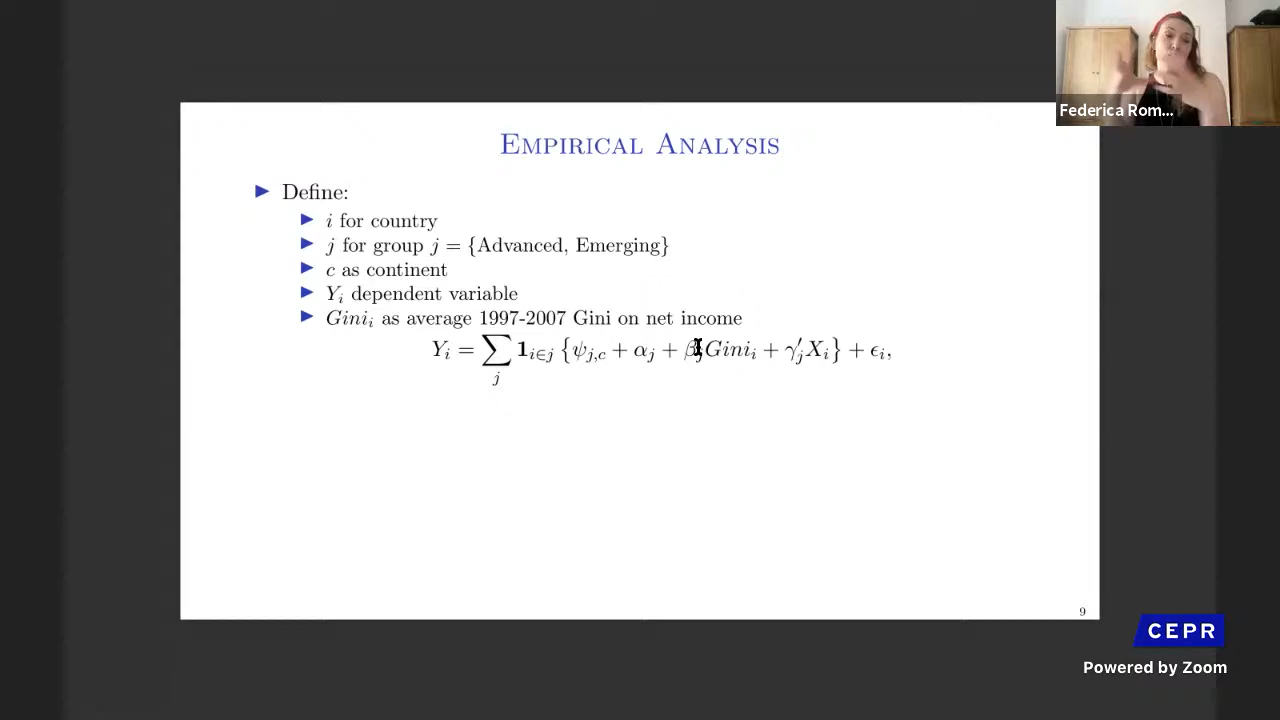 Federica Rom...
EMPIRICAL ANALYSIS
▶ Define:
▶ i for country
▶ j for group j = {Advanced, Emerging}
▶ c as continent
▶ Y_i dependent variable
▶ Gini_i as average 1997-2007 Gini on net income
Y_i = ∑_j 1_{i∈j} {ψ_{j,c} + α_j + β_j Gini_i + γ′_j X_i} + ϵ_i,
9
CEPR
Powered by Zoom